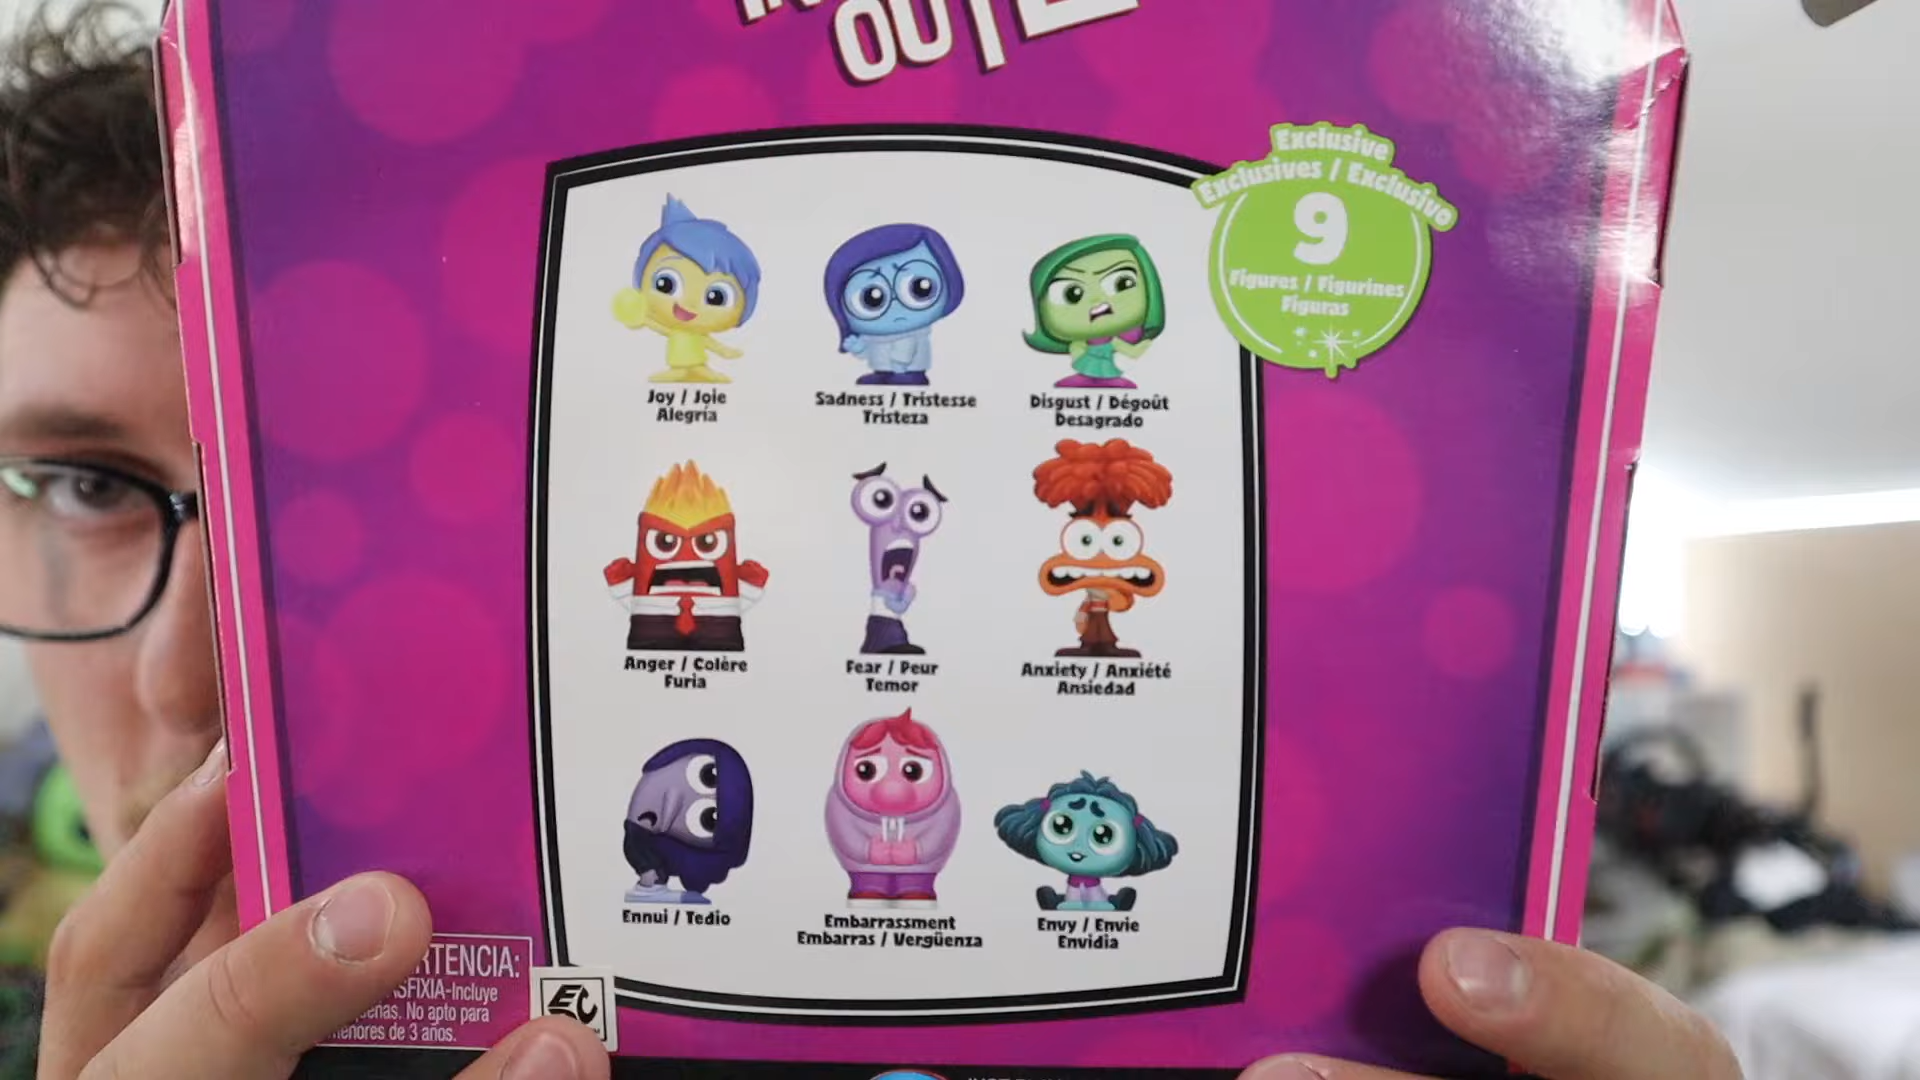 OUT 2
Exclusive
Exclusives / Exclusivo
9
Figures / Figurines
Figuras
Joy / Joie
Alegría
Sadness / Tristesse
Tristeza
Disgust / Dégoût
Desagrado
Anger / Colère
Furia
Fear / Peur
Temor
Anxiety / Anxiété
Ansiedad
Ennui / Tedio
Embarrassment
Embarras / Vergüenza
Envy / Envie
Envidia
RTENCIA:
ASFIXIA-Incluye
No apto para
menores de 3 años.